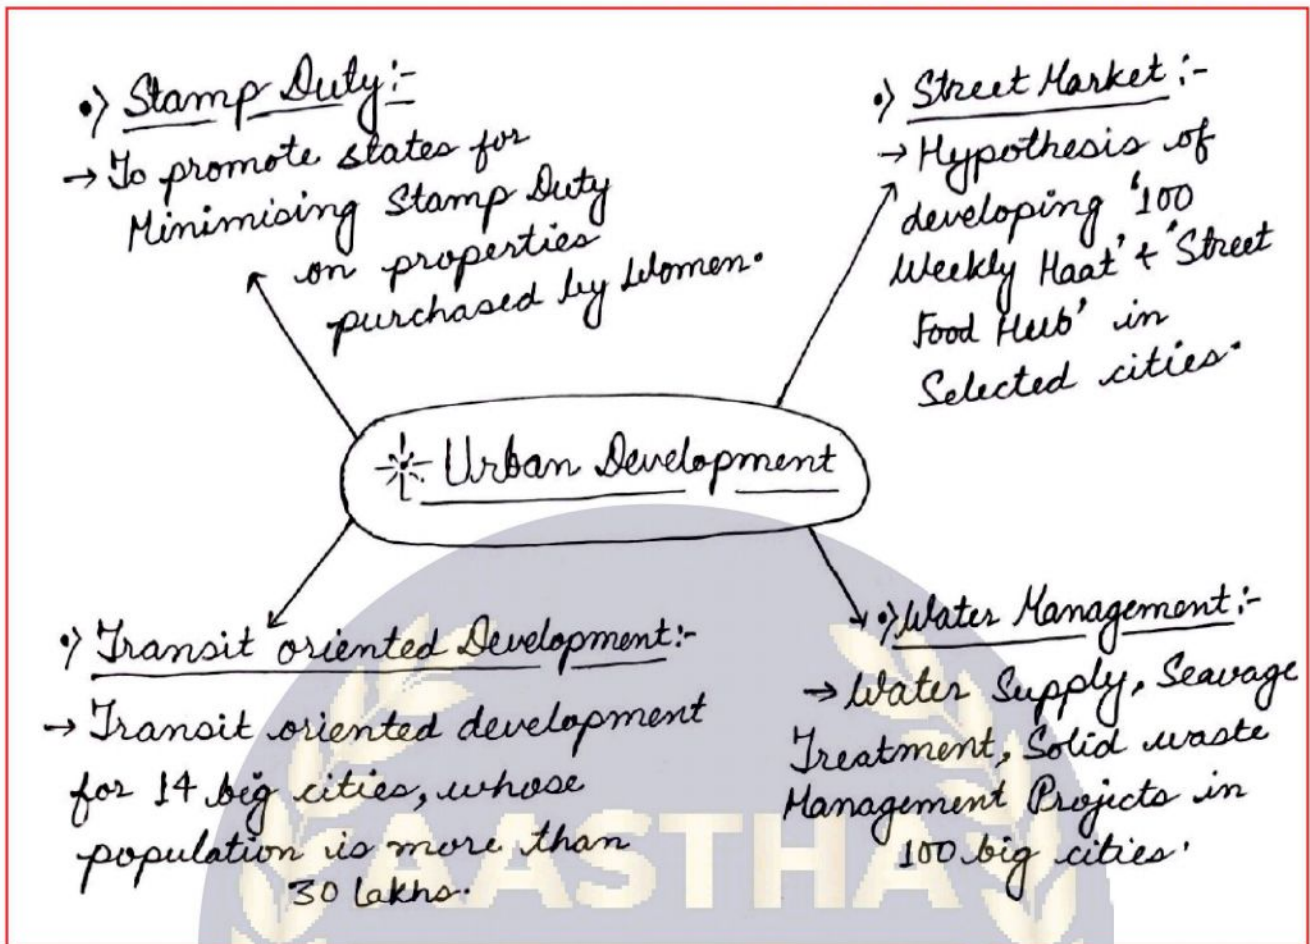 •) Stamp Duty:-
→ To promote states for
Minimising Stamp Duty
on properties
purchased by Women.
•) Street Market:-
→ Hypothesis of
developing '100
Weekly Haat' & 'Street
Food Hub' in
Selected cities.
Urban Development
•) Transit oriented Development:-
→ Transit oriented development
for 14 big cities, whose
population is more than
30 lakhs.
•) Water Management:-
→ Water Supply, Seavage
Treatment, Solid waste
Management Projects in
100 big cities.
AASTHA